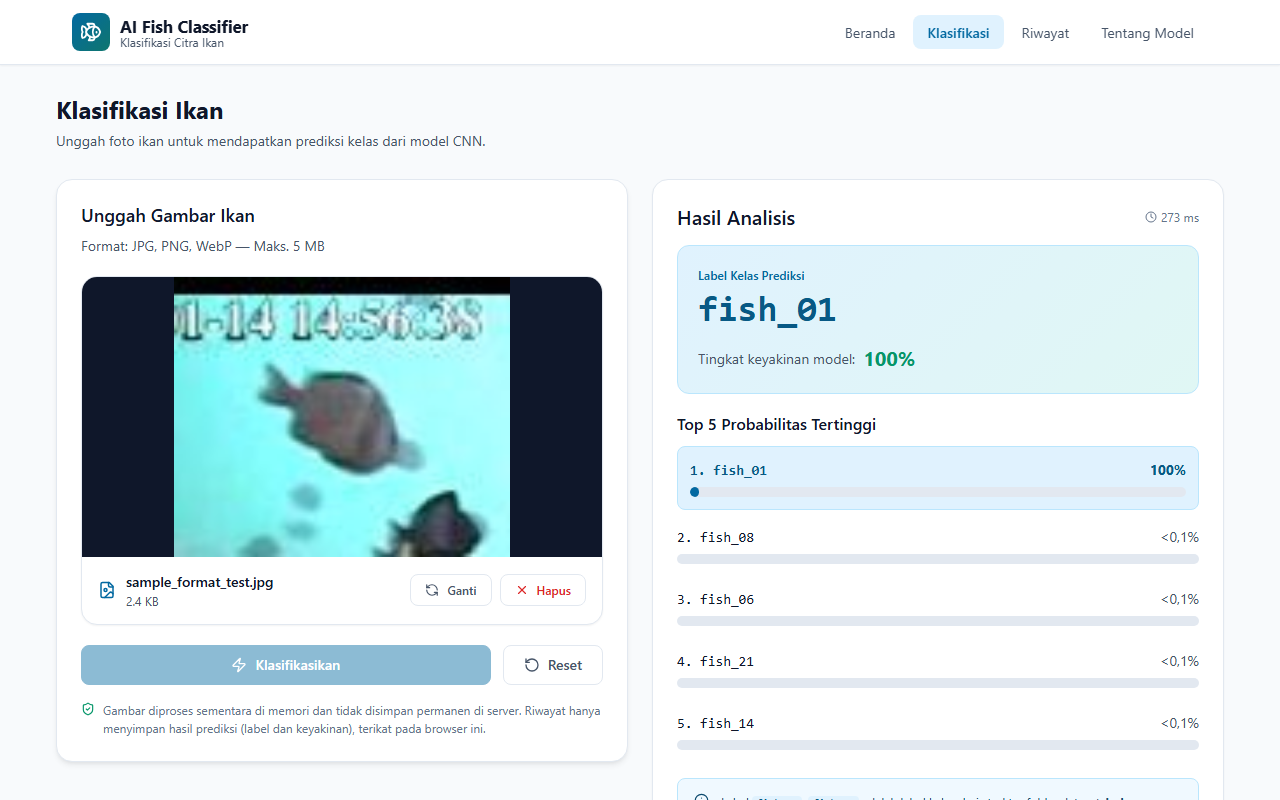 AI Fish Classifier
Klasifikasi Citra Ikan
Beranda
Klasifikasi
Riwayat
Tentang Model
Klasifikasi Ikan
Unggah foto ikan untuk mendapatkan prediksi kelas dari model CNN.
Unggah Gambar Ikan
Format: JPG, PNG, WebP — Maks. 5 MB
01-14 14:56:38
sample_format_test.jpg
2.4 KB
Ganti
Hapus
Klasifikasikan
Reset
Gambar diproses sementara di memori dan tidak disimpan permanen di server. Riwayat hanya
menyimpan hasil prediksi (label dan keyakinan), terikat pada browser ini.
Hasil Analisis
273 ms
Label Kelas Prediksi
fish_01
Tingkat keyakinan model: 100%
Top 5 Probabilitas Tertinggi
1. fish_01 100%
2. fish_08 <0,1%
3. fish_06 <0,1%
4. fish_21 <0,1%
5. fish_14 <0,1%